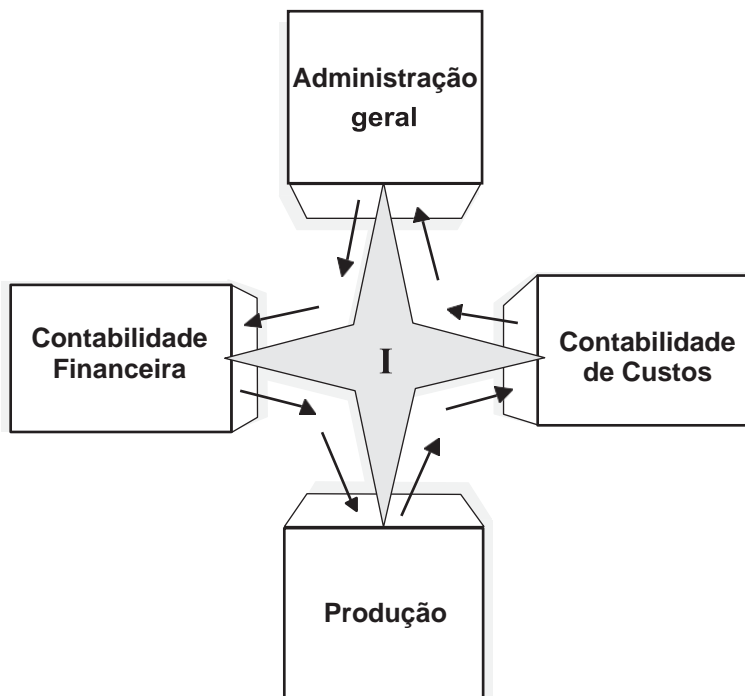 Administração
geral
Contabilidade
Financeira
I
Contabilidade
de Custos
Produção